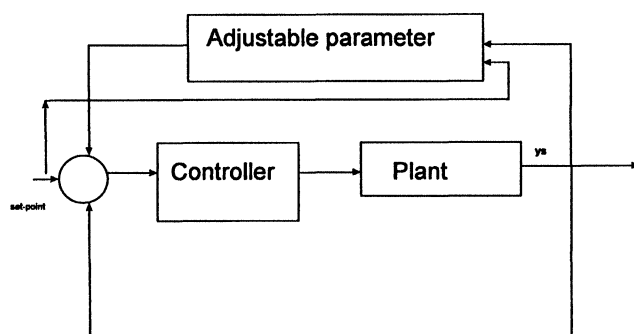 Adjustable parameter
Controller
Plant
ys
set-point